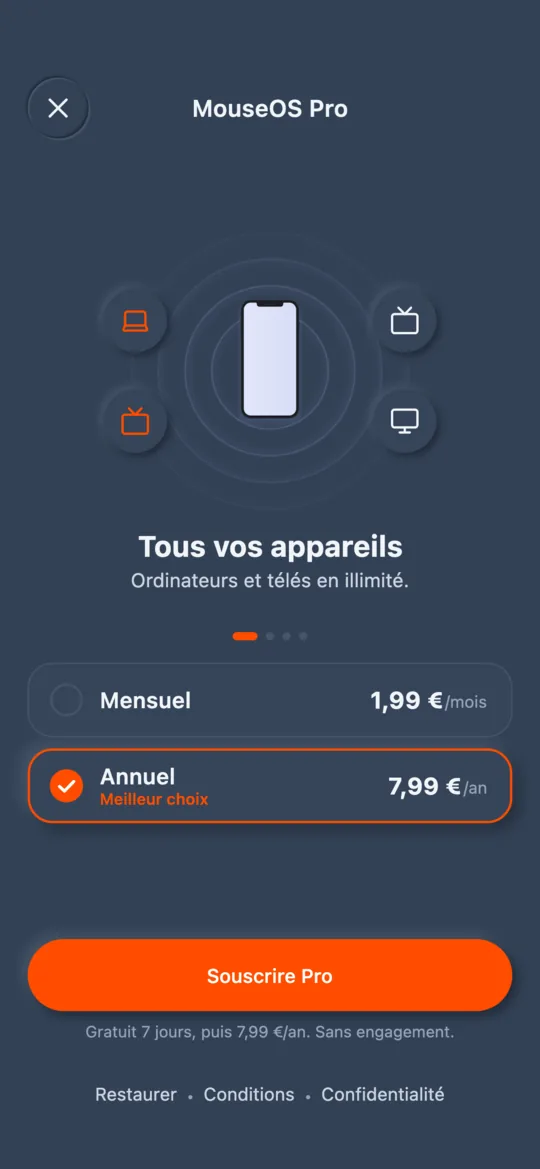 MouseOS Pro
Tous vos appareils
Ordinateurs et télés en illimité.
Mensuel 1,99 €/mois
Annuel
Meilleur choix
7,99 €/an
Souscrire Pro
Gratuit 7 jours, puis 7,99 €/an. Sans engagement.
Restaurer • Conditions • Confidentialité